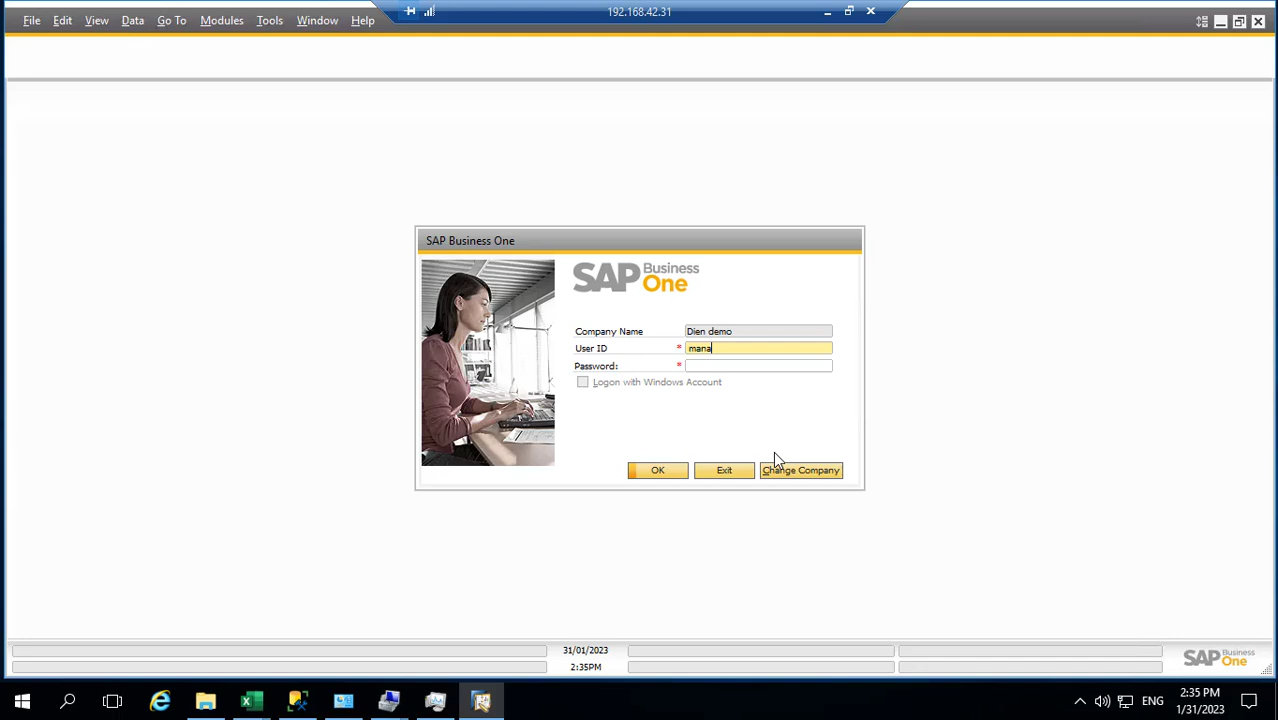 192.168.42.31
File Edit View Data Go To Modules Tools Window Help
SAP Business One
SAP Business One
Company Name Dien demo
User ID * mana
Password: *
Logon with Windows Account
OK Exit Change Company
31/01/2023
2:35PM
SAP Business One
ENG
2:35 PM
1/31/2023